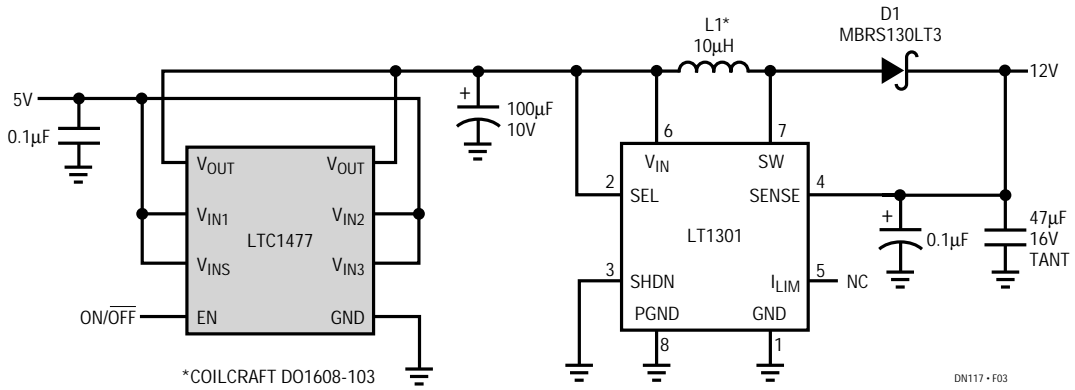 D1
MBRS130LT3
L1*
10µH
12V
5V
0.1µF
+
100µF
10V
6
7
VIN
SW
VOUT
VOUT
2
SEL
SENSE
4
VIN1
VIN2
LTC1477
LT1301
+
0.1µF
47µF
16V
TANT
VINS
VIN3
3
SHDN
ILIM
5
NC
ON/OFF
EN
GND
PGND
GND
8
1
*COILCRAFT DO1608-103
DN117 • F03